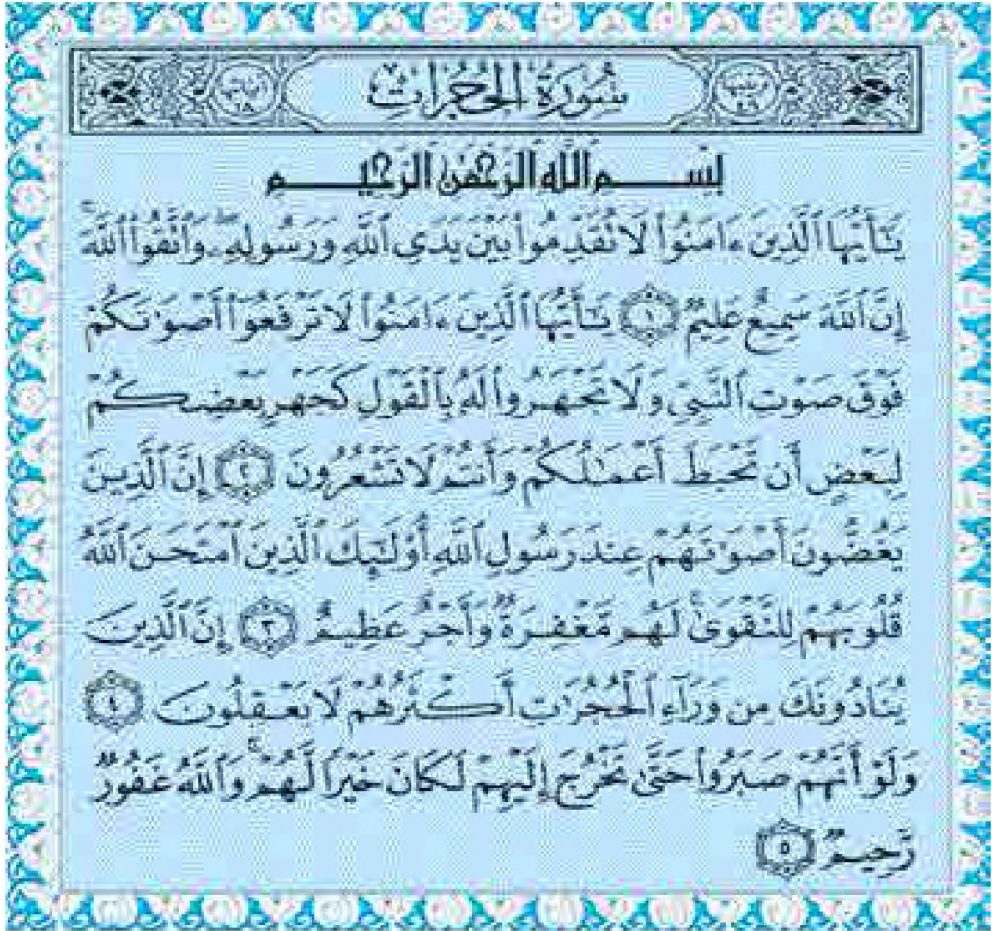 سُورَةُ الْحُجُرَاتِ
بِسْمِ ٱللَّهِ ٱلرَّحْمَٰنِ ٱلرَّحِيمِ
يَٰٓأَيُّهَا ٱلَّذِينَ ءَامَنُوا۟ لَا تُقَدِّمُوا۟ بَيْنَ يَدَىِ ٱللَّهِ وَرَسُولِهِۦ ۖ وَٱتَّقُوا۟ ٱللَّهَ ۚ
إِنَّ ٱللَّهَ سَمِيعٌ عَلِيمٌ ١ يَٰٓأَيُّهَا ٱلَّذِينَ ءَامَنُوا۟ لَا تَرْفَعُوٓا۟ أَصْوَٰتَكُمْ
فَوْقَ صَوْتِ ٱلنَّبِىِّ وَلَا تَجْهَرُوا۟ لَهُۥ بِٱلْقَوْلِ كَجَهْرِ بَعْضِكُمْ
لِبَعْضٍ أَن تَحْبَطَ أَعْمَٰلُكُمْ وَأَنتُمْ لَا تَشْعُرُونَ ٢ إِنَّ ٱلَّذِينَ
يَغُضُّونَ أَصْوَٰتَهُمْ عِندَ رَسُولِ ٱللَّهِ أُو۟لَٰٓئِكَ ٱلَّذِينَ ٱمْتَحَنَ ٱللَّهُ
قُلُوبَهُمْ لِلتَّقْوَىٰ ۚ لَهُم مَّغْفِرَةٌ وَأَجْرٌ عَظِيمٌ ٣ إِنَّ ٱلَّذِينَ
يُنَادُونَكَ مِن وَرَآءِ ٱلْحُجُرَٰتِ أَكْثَرُهُمْ لَا يَعْقِلُونَ ٤
وَلَوْ أَنَّهُمْ صَبَرُوا۟ حَتَّىٰ تَخْرُجَ إِلَيْهِمْ لَكَانَ خَيْرًا لَّهُمْ ۚ وَٱللَّهُ غَفُورٌ
رَّحِيمٌ ٥